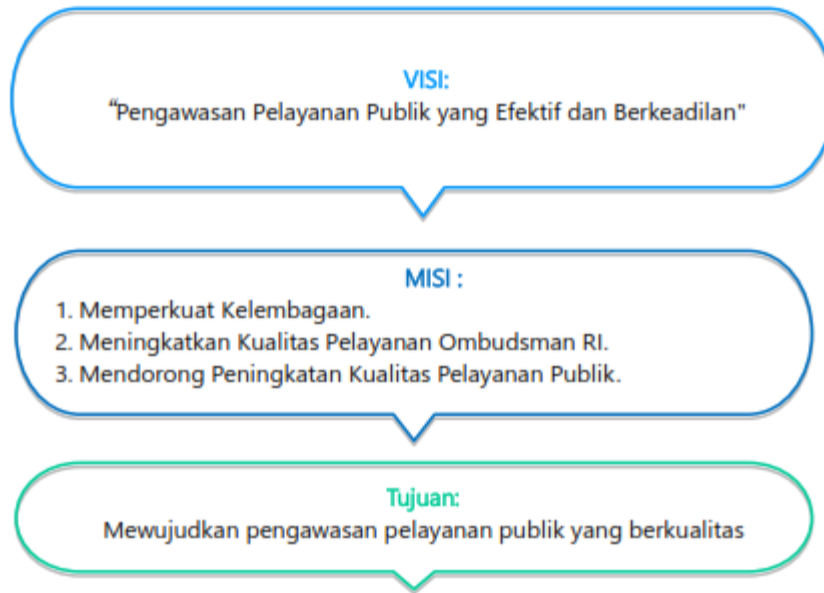 VISI:
“Pengawasan Pelayanan Publik yang Efektif dan Berkeadilan"
MISI :
1. Memperkuat Kelembagaan.
2. Meningkatkan Kualitas Pelayanan Ombudsman RI.
3. Mendorong Peningkatan Kualitas Pelayanan Publik.
Tujuan:
Mewujudkan pengawasan pelayanan publik yang berkualitas